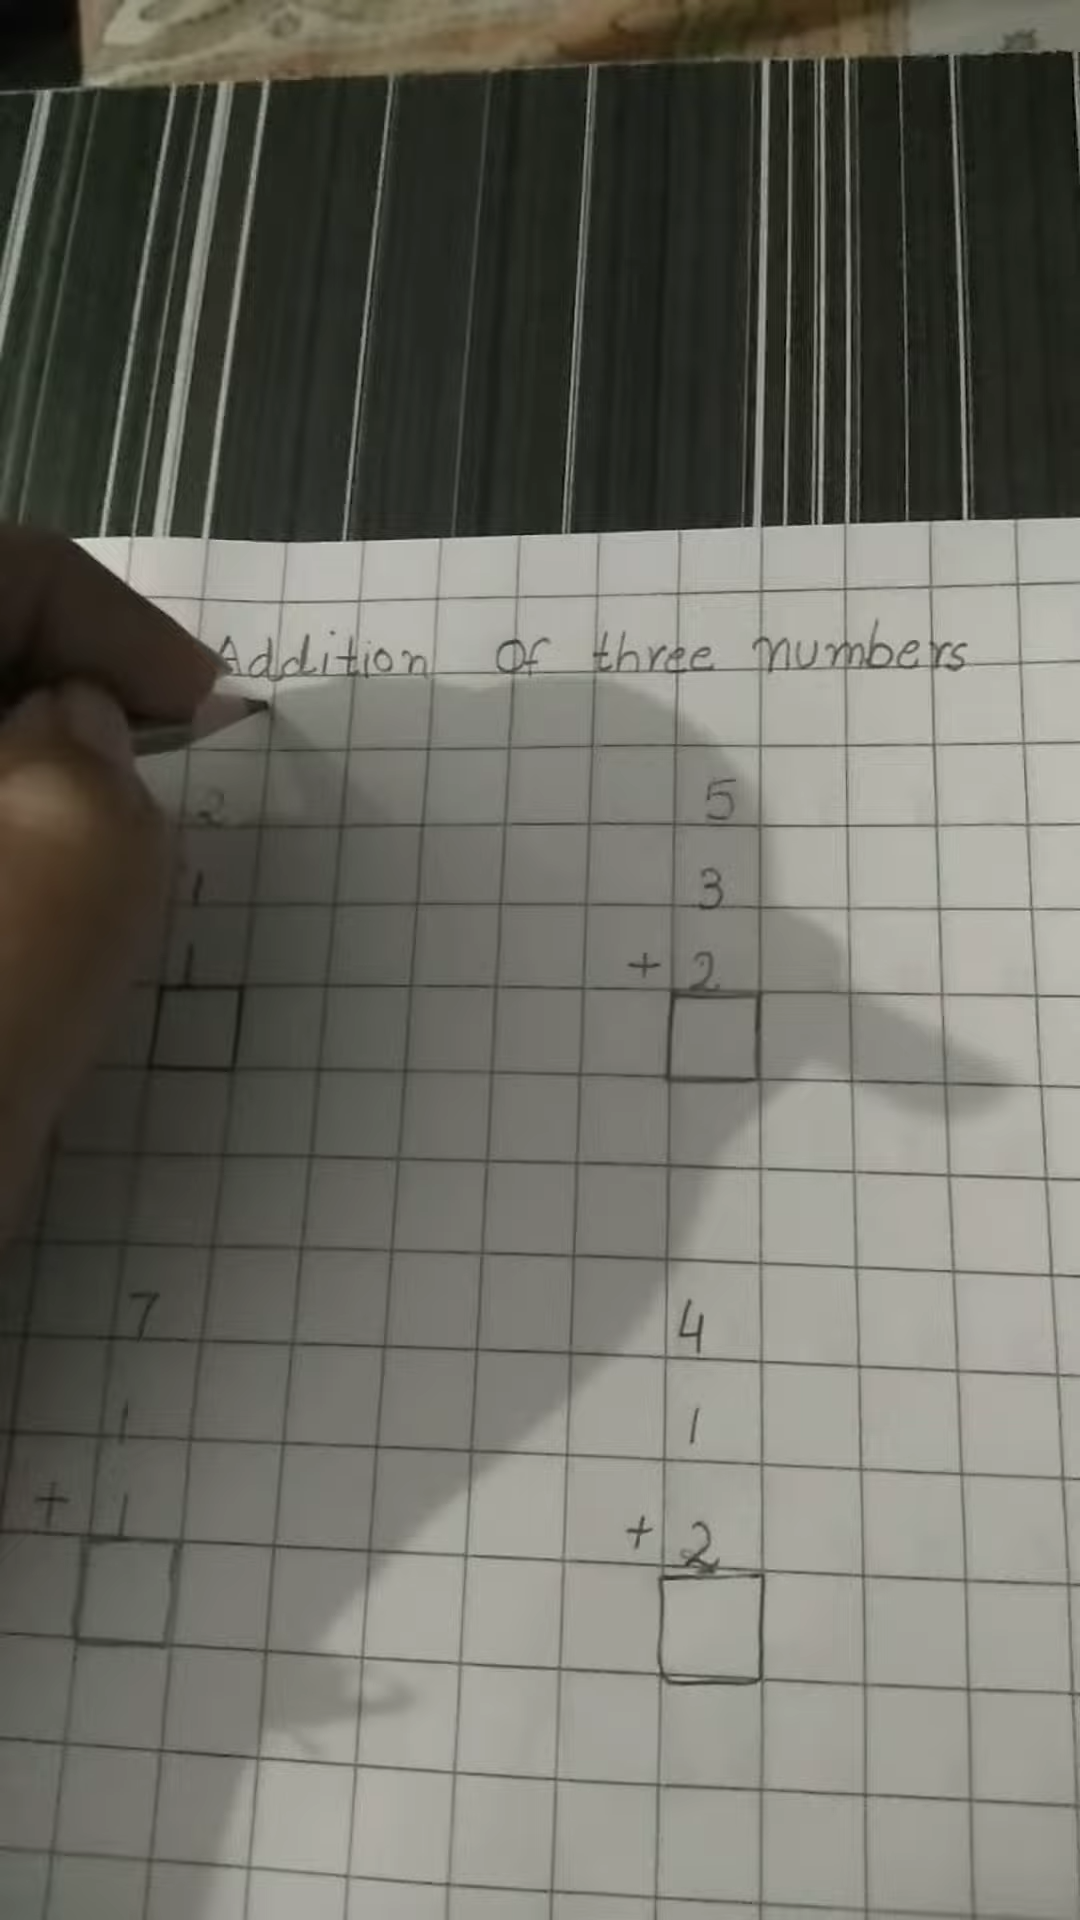 Addition of three numbers
2 5
1 3
1 + 2
7 4
1 1
+ 1 + 2